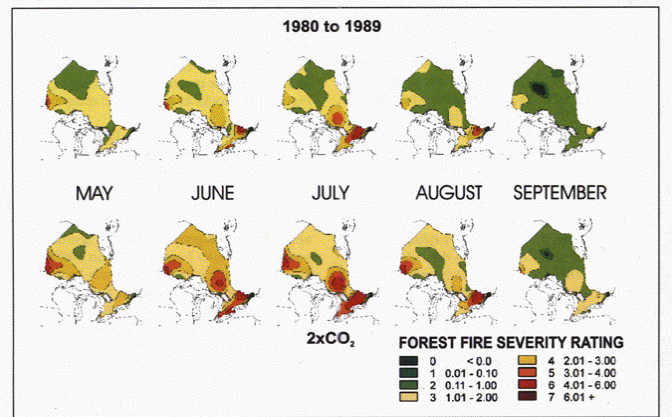 1980 to 1989
MAY JUNE JULY AUGUST SEPTEMBER
2xCO₂
FOREST FIRE SEVERITY RATING
0 < 0.0 4 2.01 - 3.00
1 0.01 - 0.10 5 3.01 - 4.00
2 0.11 - 1.00 6 4.01 - 6.00
3 1.01 - 2.00 7 6.01 +